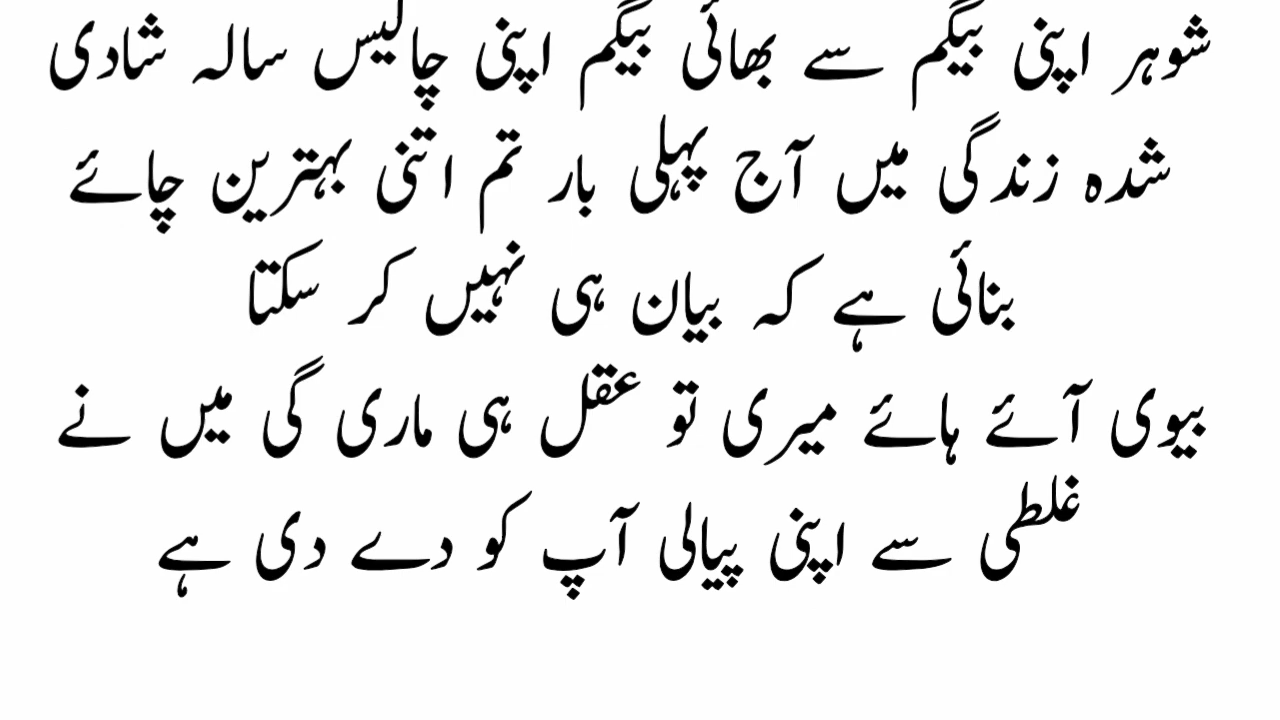 شوہر اپنی بیگم سے بھائی بیگم اپنی چالیس سالہ شادی
شدہ زندگی میں آج پہلی بار تم اتنی بہترین چائے
بنائی ہے کہ بیان ہی نہیں کر سکتا
بیوی آئے ہائے میری تو عقل ہی ماری گی میں نے
غلطی سے اپنی پیالی آپ کو دے دی ہے